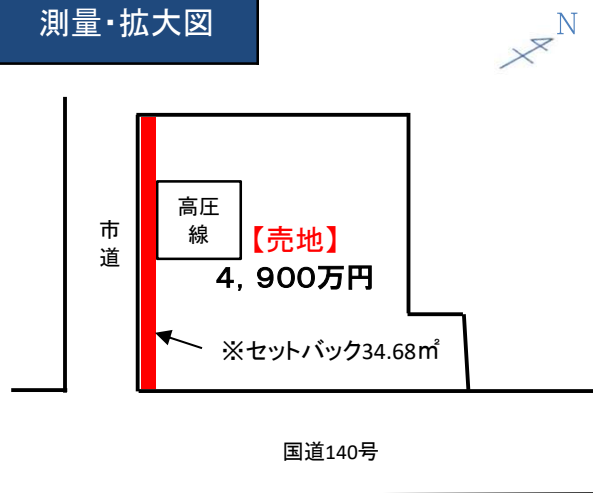 測量・拡大図
N
市
道
高圧
線
【売地】
4，900万円
※セットバック34.68㎡
国道140号